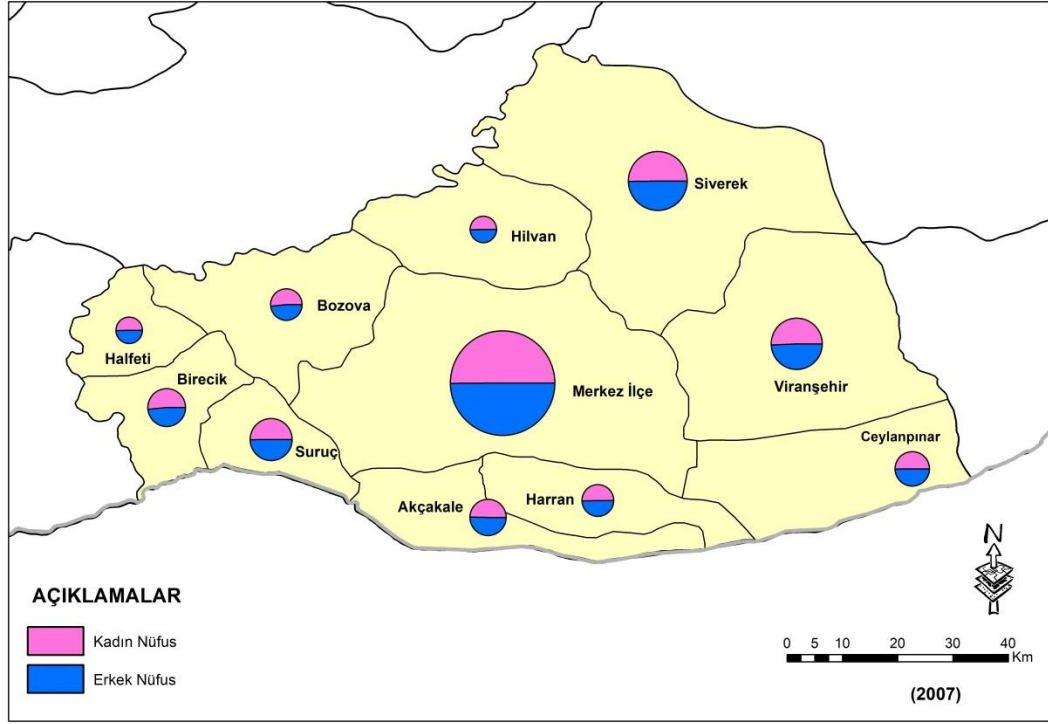 Siverek
Hilvan
Bozova
Halfeti
Birecik
Merkez İlçe
Viranşehir
Suruç
Ceylanpınar
Akçakale
Harran
N
AÇIKLAMALAR
Kadın Nüfus
Erkek Nüfus
0 5 10 20 30 40
Km
(2007)